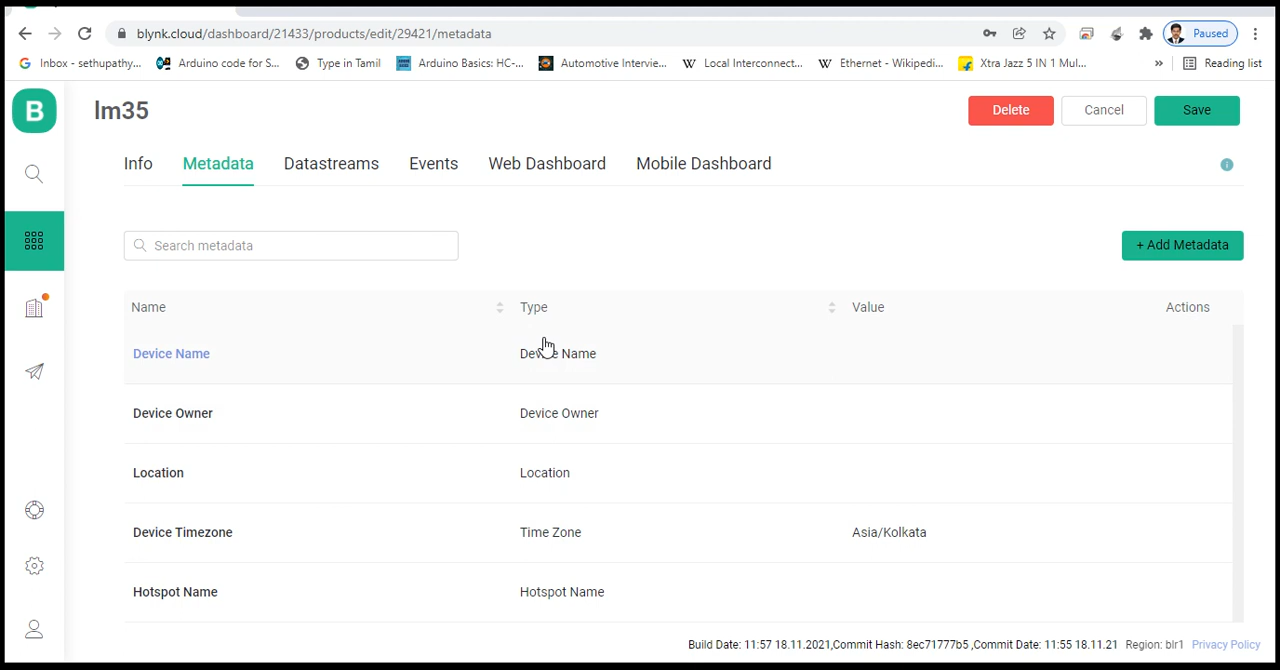 blynk.cloud/dashboard/21433/products/edit/29421/metadata
Paused
Inbox - sethupathy...
Arduino code for S...
Type in Tamil
Arduino Basics: HC-...
Automotive Intervie...
Local Interconnect...
Ethernet - Wikipedi...
Xtra Jazz 5 IN 1 Mul...
»
Reading list
B
lm35
Delete
Cancel
Save
Info
Metadata
Datastreams
Events
Web Dashboard
Mobile Dashboard
Search metadata
+ Add Metadata
Name
Type
Value
Actions
Device Name
Device Name
Device Owner
Device Owner
Location
Location
Device Timezone
Time Zone
Asia/Kolkata
Hotspot Name
Hotspot Name
Build Date: 11:57 18.11.2021,Commit Hash: 8ec71777b5 ,Commit Date: 11:55 18.11.21
Region: blr1
Privacy Policy